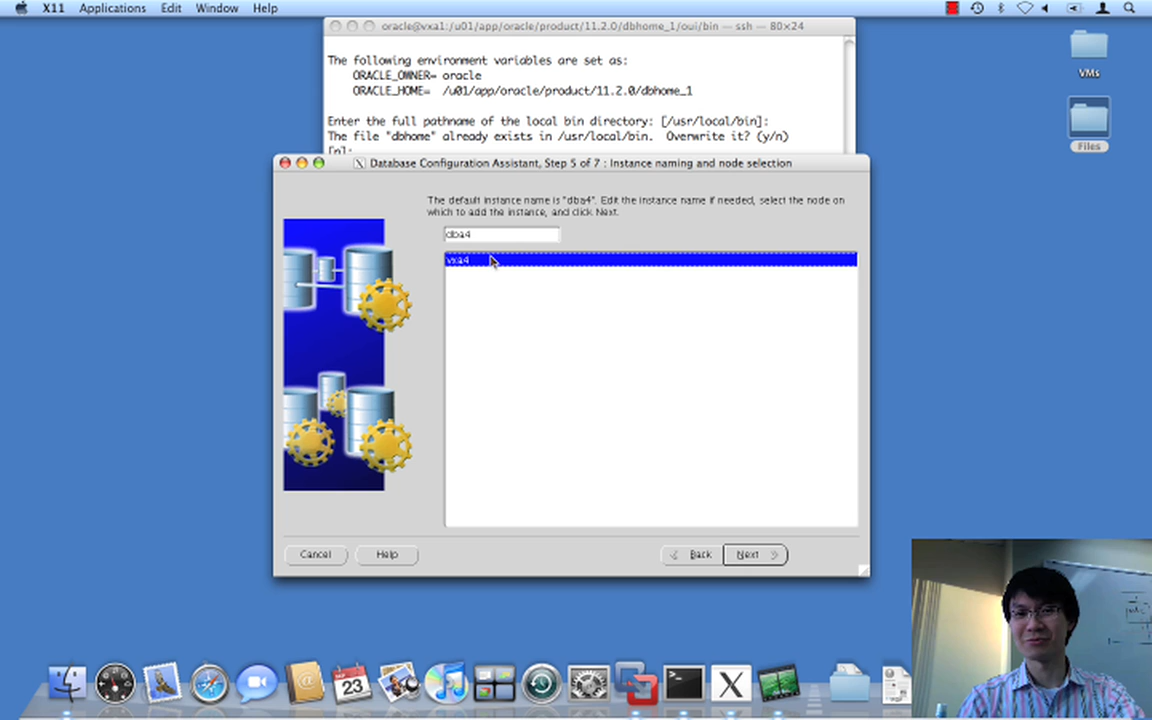 X11 Applications Edit Window Help
oracle@vxa1:/u01/app/oracle/product/11.2.0/dbhome_1/oui/bin — ssh — 80×24
The following environment variables are set as:
ORACLE_OWNER= oracle
ORACLE_HOME= /u01/app/oracle/product/11.2.0/dbhome_1
Enter the full pathname of the local bin directory: [/usr/local/bin]:
The file "dbhome" already exists in /usr/local/bin. Overwrite it? (y/n)
[n]:
VMs
Files
Database Configuration Assistant, Step 5 of 7 : Instance naming and node selection
The default instance name is "dba4". Edit the instance name if needed, select the node on
which to add the instance, and click Next.
dba4
vxa4
Cancel Help Back Next
SEP
23
X